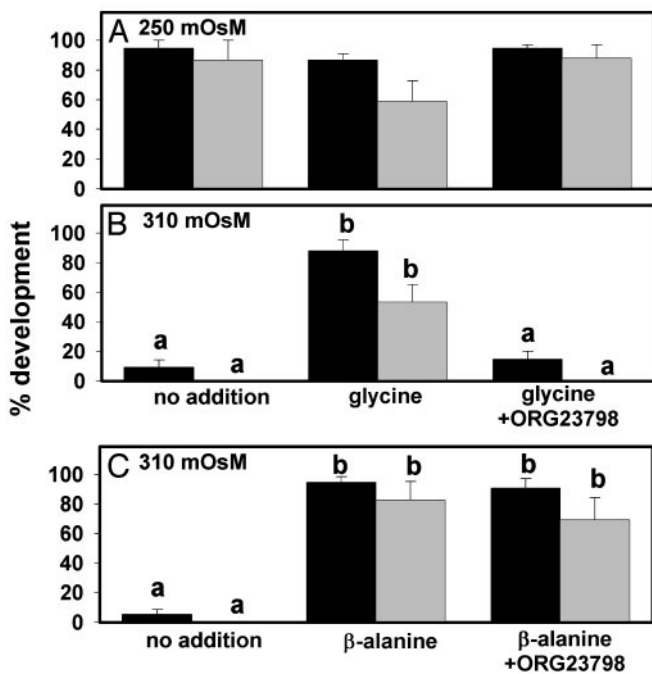 % development
A 250 mOsM
100
80
60
40
20
0
B 310 mOsM
b
b
a
a
a
a
80
60
40
20
0
no addition
glycine
glycine
+ORG23798
C 310 mOsM
b
b
b
b
a
a
100
80
60
40
20
0
no addition
β-alanine
β-alanine
+ORG23798